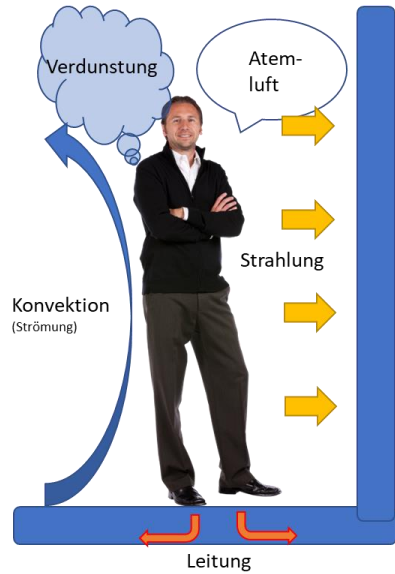 Verdunstung
Atem-
luft
Strahlung
Konvektion
(Strömung)
Leitung